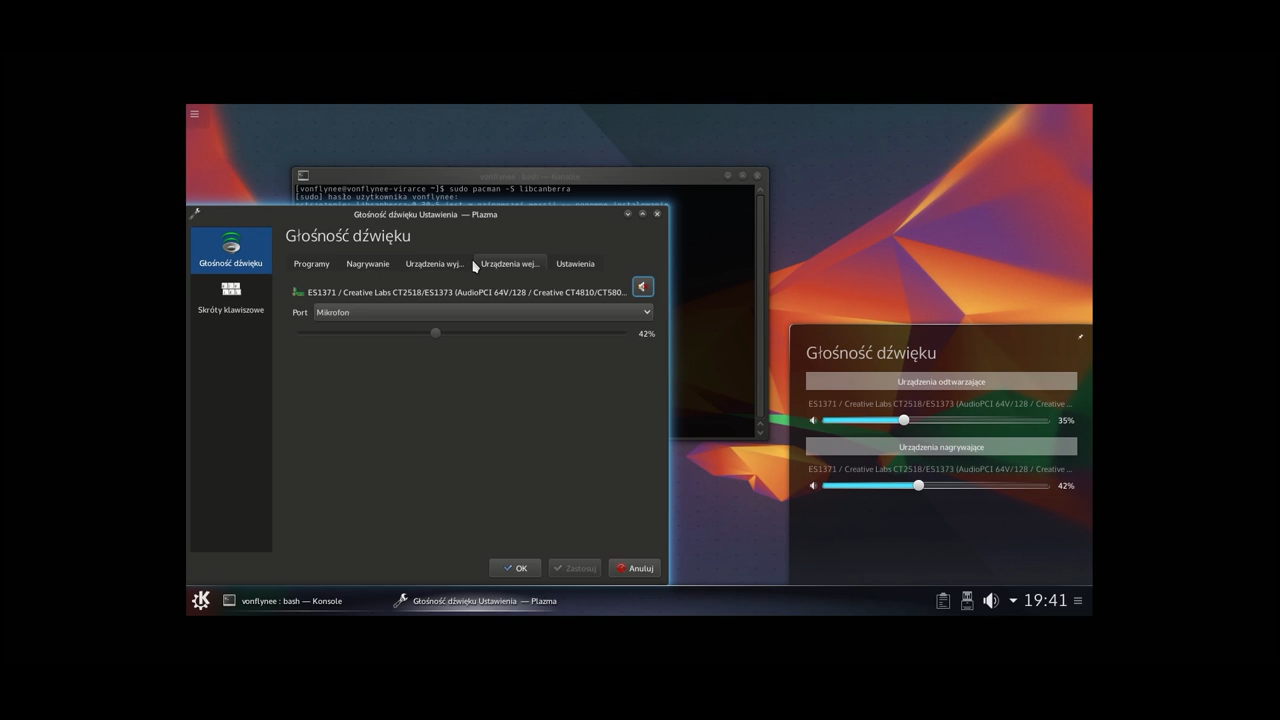 [vonflynee@vonflynee-virarce ~]$ sudo pacman -S libcanberra
[sudo] hasło użytkownika vonflynee:
Głośność dźwięku Ustawienia — Plazma
Głośność dźwięku
Głośność dźwięku
Skróty klawiszowe
Programy Nagrywanie Urządzenia wyj... Urządzenia wej... Ustawienia
ES1371 / Creative Labs CT2518/ES1373 (AudioPCI 64V/128 / Creative CT4810/CT580...
Port Mikrofon
42%
OK Zastosuj Anuluj
Głośność dźwięku
Urządzenia odtwarzające
ES1371 / Creative Labs CT2518/ES1373 (AudioPCI 64V/128 / Creative ...
35%
Urządzenia nagrywające
ES1371 / Creative Labs CT2518/ES1373 (AudioPCI 64V/128 / Creative ...
42%
vonflynee : bash — Konsole
Głośność dźwięku Ustawienia — Plazma
19:41